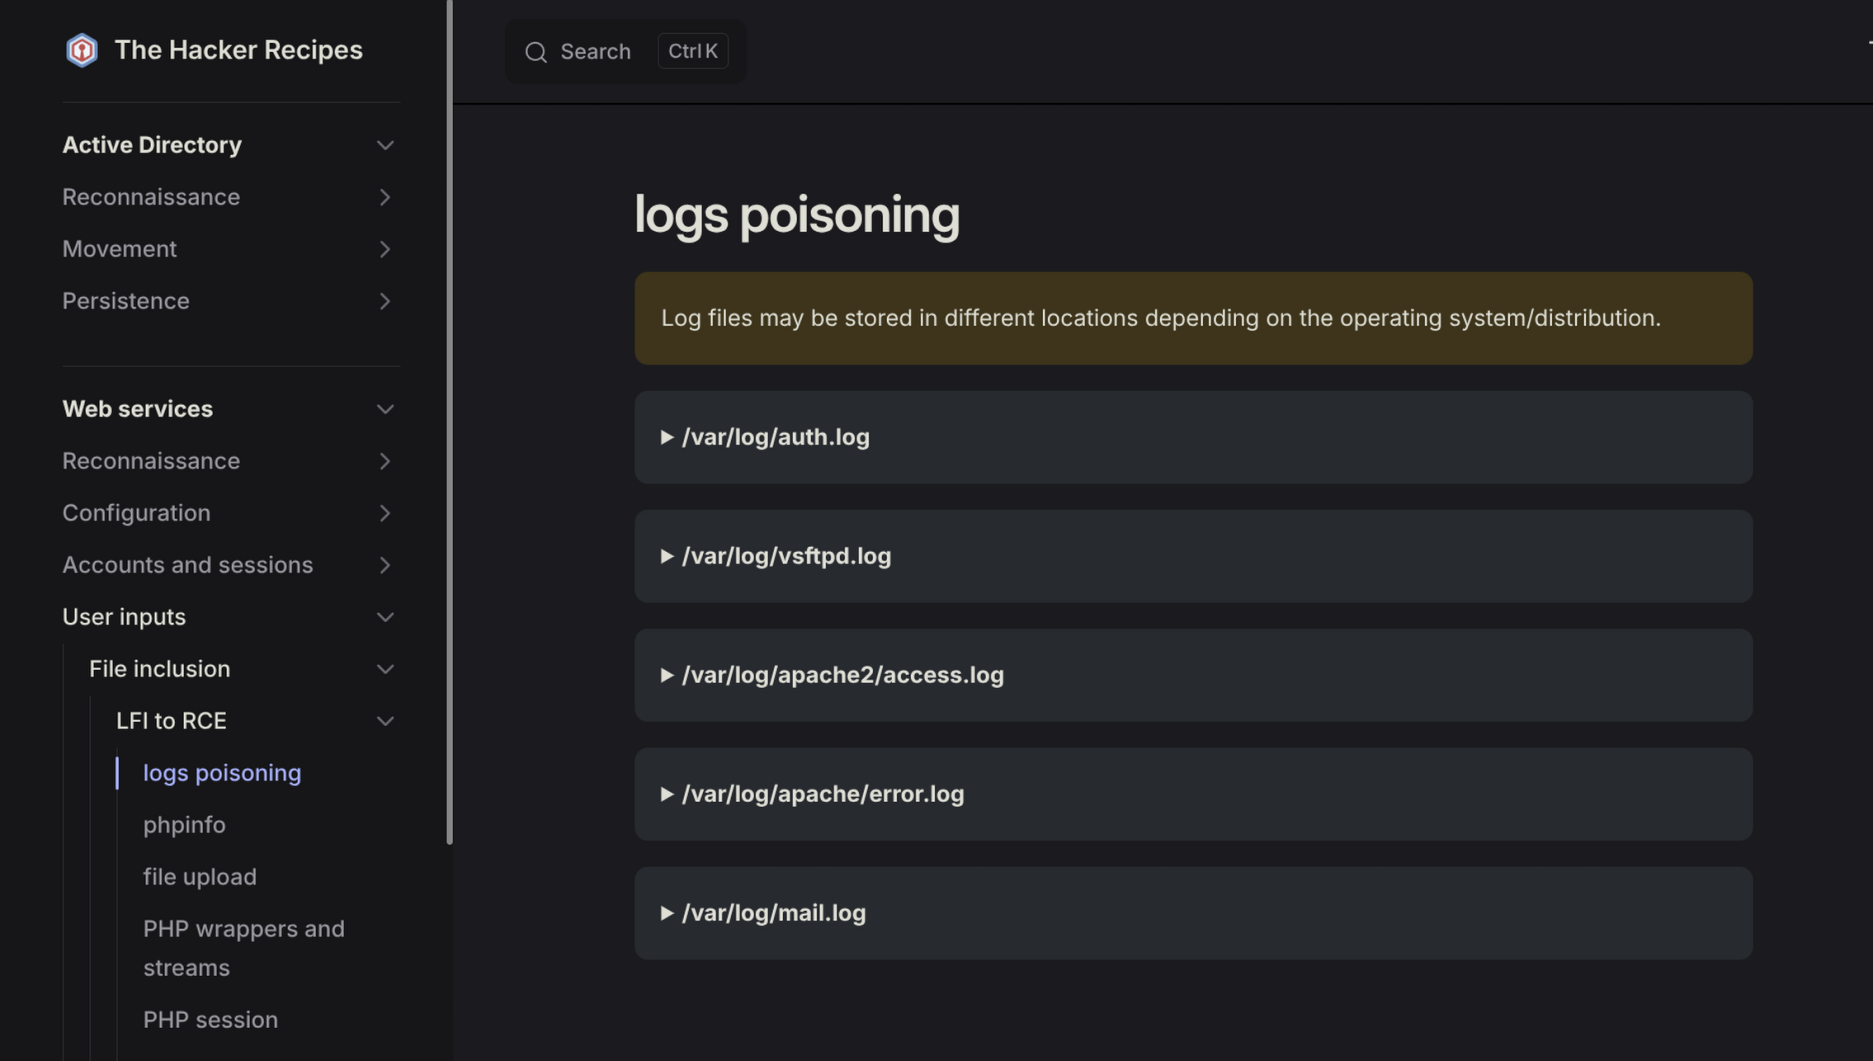 The Hacker Recipes
Search Ctrl K
Active Directory
Reconnaissance
Movement
Persistence
Web services
Reconnaissance
Configuration
Accounts and sessions
User inputs
File inclusion
LFI to RCE
logs poisoning
phpinfo
file upload
PHP wrappers and
streams
PHP session
logs poisoning
Log files may be stored in different locations depending on the operating system/distribution.
/var/log/auth.log
/var/log/vsftpd.log
/var/log/apache2/access.log
/var/log/apache/error.log
/var/log/mail.log